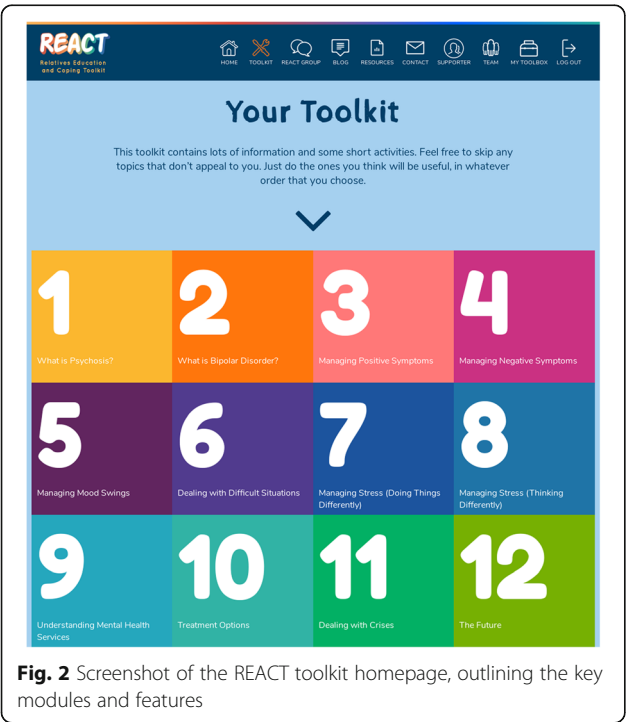 REACT
Relatives Education
and Coping Toolkit
HOME TOOLKIT REACT GROUP BLOG RESOURCES CONTACT SUPPORTER TEAM MY TOOLBOX LOG OUT
Your Toolkit
This toolkit contains lots of information and some short activities. Feel free to skip any
topics that don't appeal to you. Just do the ones you think will be useful, in whatever
order that you choose.
1
What is Psychosis?
2
What is Bipolar Disorder?
3
Managing Positive Symptoms
4
Managing Negative Symptoms
5
Managing Mood Swings
6
Dealing with Difficult Situations
7
Managing Stress (Doing Things
Differently)
8
Managing Stress (Thinking
Differently)
9
Understanding Mental Health
Services
10
Treatment Options
11
Dealing with Crises
12
The Future
Fig. 2 Screenshot of the REACT toolkit homepage, outlining the key
modules and features